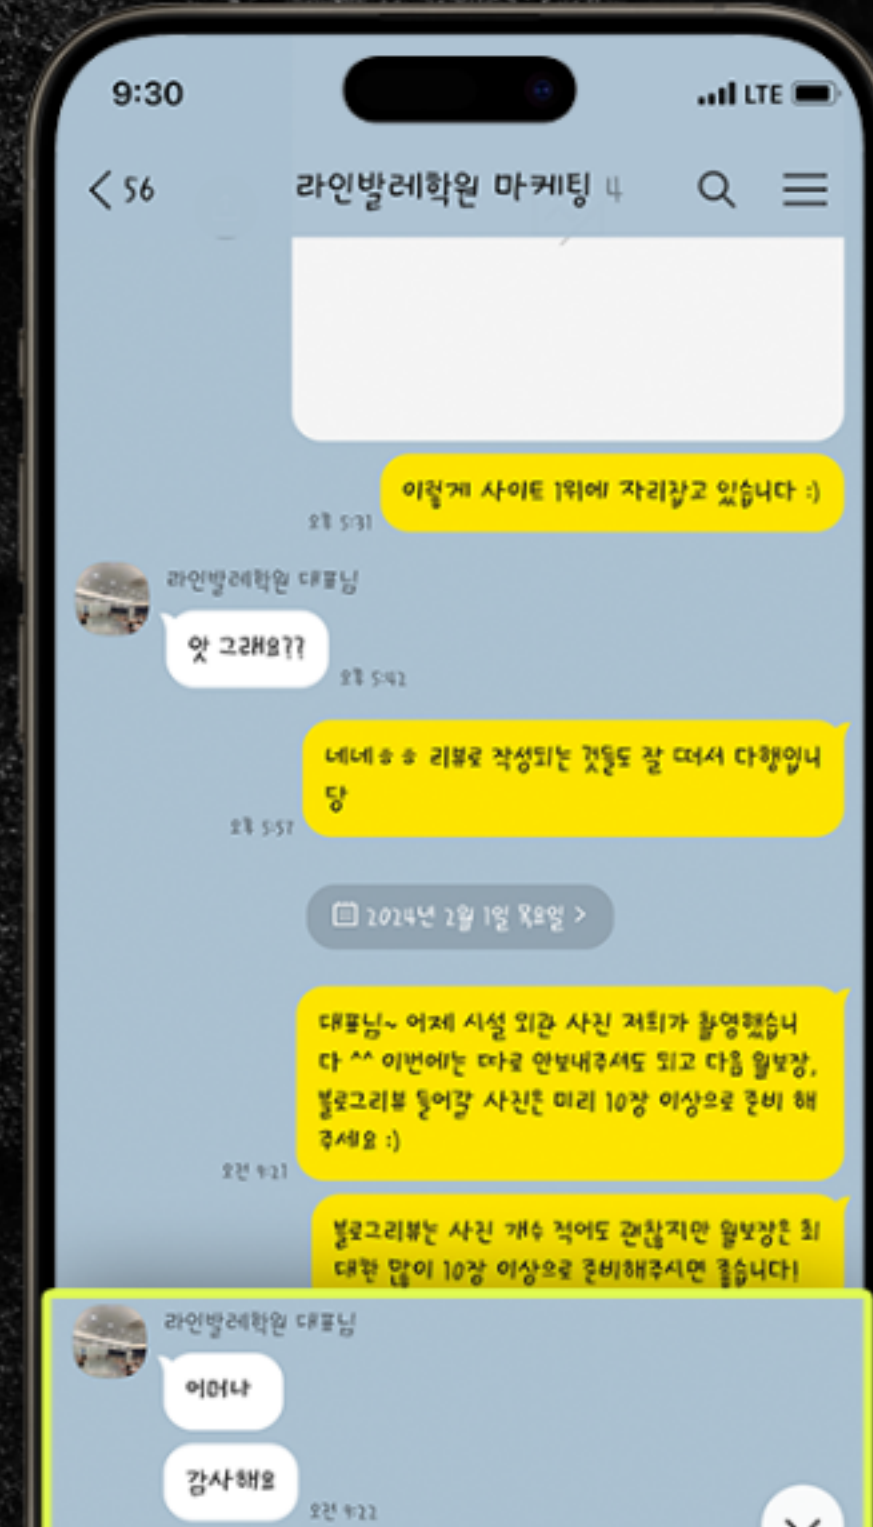 9:30
LTE
56
라인발레학원 마케팅 4
이렇게 사이트 1위에 자리잡고 있습니다 :)
오후 5:31
라인발레학원 대표님
앗 그래요??
오후 5:42
네네ㅎㅎ 리뷰로 작성되는 것들도 잘 떠서 다행입니
당
오후 5:57
2024년 2월 1일 목요일 >
대표님~ 어제 시설 외관 사진 저희가 촬영했습니
다 ^^ 이번에는 따로 안보내주셔도 되고 다음 월보장,
블로그리뷰 들어갈 사진은 미리 10장 이상으로 준비 해
주세요 :)
오전 9:21
블로그리뷰는 사진 개수 적어도 괜찮지만 월보장은 최
대한 많이 10장 이상으로 준비해주시면 좋습니다!
라인발레학원 대표님
어머나
감사해요
오전 9:22